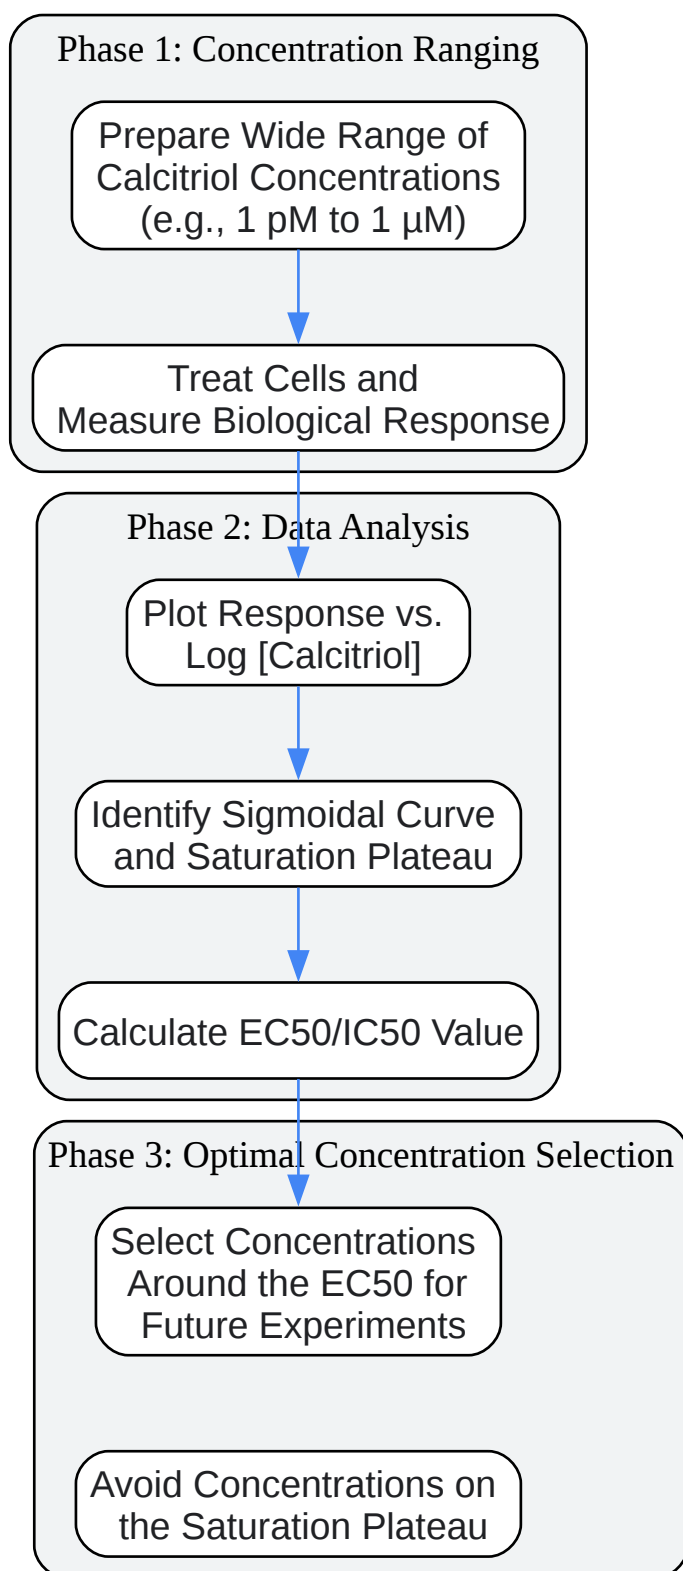 Phase 1: Concentration Ranging
Prepare Wide Range of
Calcitriol Concentrations
(e.g., 1 pM to 1 µM)
Treat Cells and
Measure Biological Response
Phase 2: Data Analysis
Plot Response vs.
Log [Calcitriol]
Identify Sigmoidal Curve
and Saturation Plateau
Calculate EC50/IC50 Value
Phase 3: Optimal Concentration Selection
Select Concentrations
Around the EC50 for
Future Experiments
Avoid Concentrations on
the Saturation Plateau